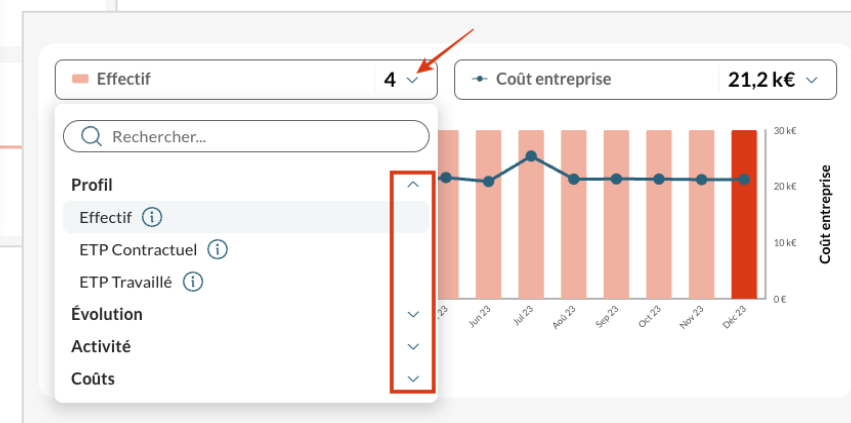 Effectif 4
Coût entreprise 21,2 k€
Rechercher...
Profil
Effectif
ETP Contractuel
ETP Travaillé
Évolution
Activité
Coûts
30 k€
20 k€
10 k€
0 €
Coût entreprise
23
Jun 23
Jul 23
Aoû 23
Sep 23
Oct 23
Nov 23
Déc 23